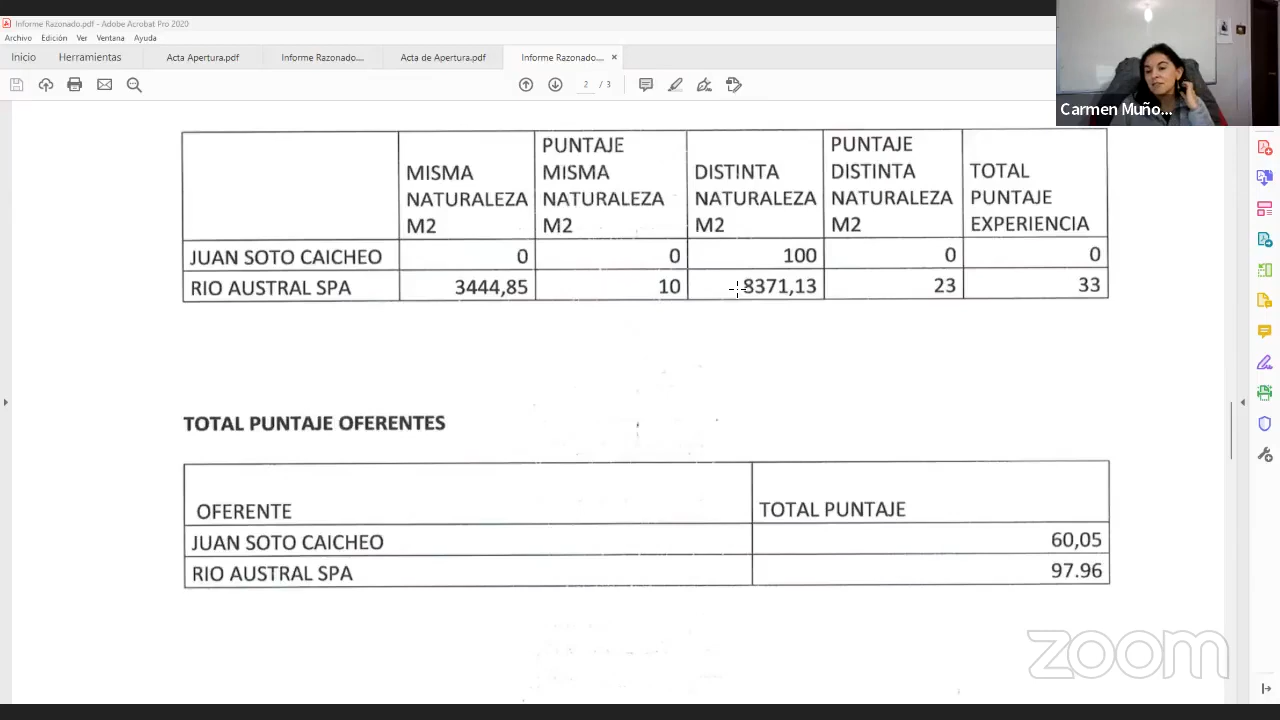 Informe Razonado.pdf - Adobe Acrobat Pro 2020
Archivo Edición Ver Ventana Ayuda
Inicio Herramientas Acta Apertura.pdf Informe Razonado.... Acta de Apertura.pdf Informe Razonado... ×
2 / 3
Carmen Muño...
MISMA NATURALEZA M2
PUNTAJE MISMA NATURALEZA M2
DISTINTA NATURALEZA M2
PUNTAJE DISTINTA NATURALEZA M2
TOTAL PUNTAJE EXPERIENCIA
JUAN SOTO CAICHEO 0 0 100 0 0
RIO AUSTRAL SPA 3444,85 10 8371,13 23 33
TOTAL PUNTAJE OFERENTES
OFERENTE TOTAL PUNTAJE
JUAN SOTO CAICHEO 60,05
RIO AUSTRAL SPA 97.96
zoom